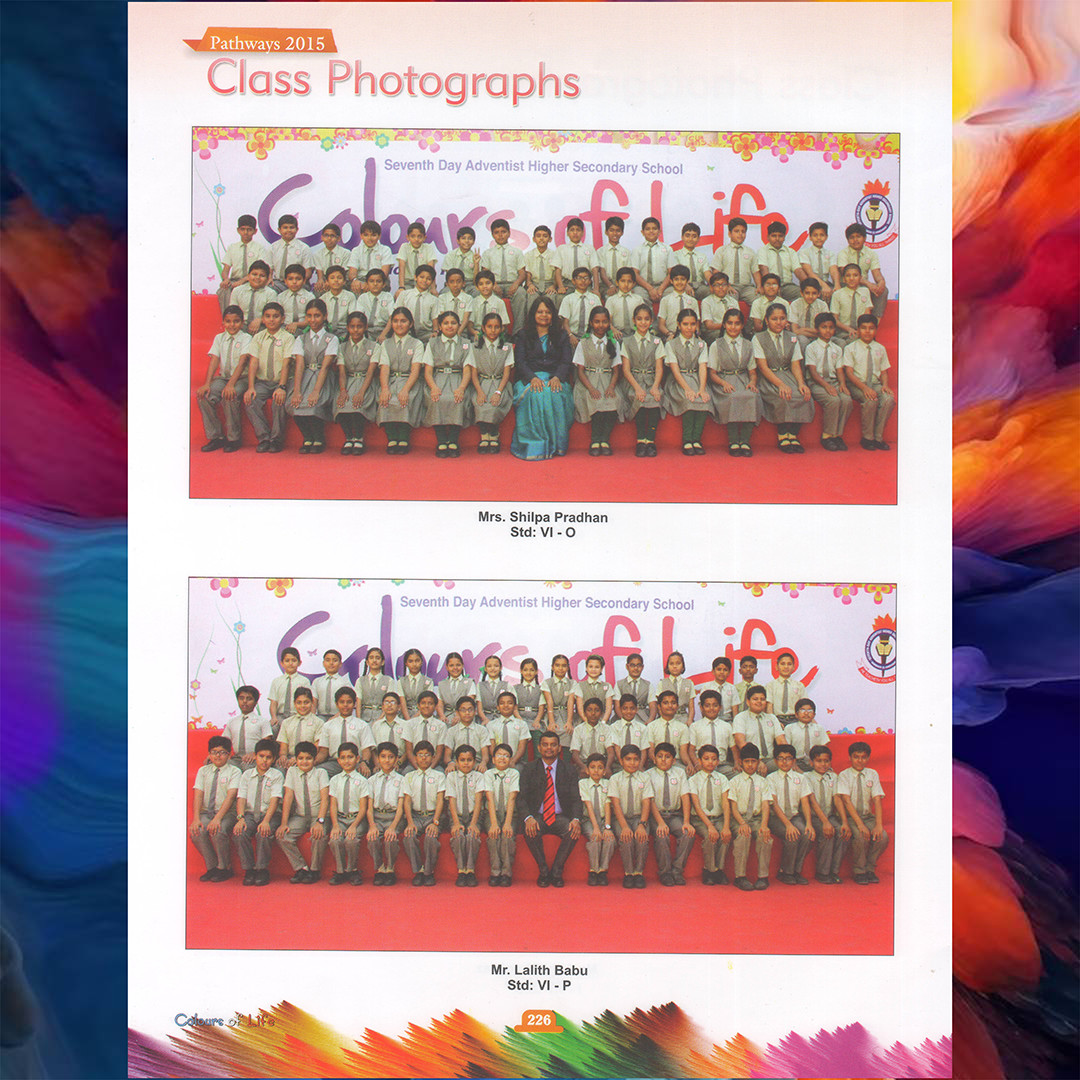 Pathways 2015
Class Photographs
Seventh Day Adventist Higher Secondary School
Colours of Life
Mrs. Shilpa Pradhan
Std: VI - O
Seventh Day Adventist Higher Secondary School
Colours of Life
Mr. Lalith Babu
Std: VI - P
Colours of Life
226